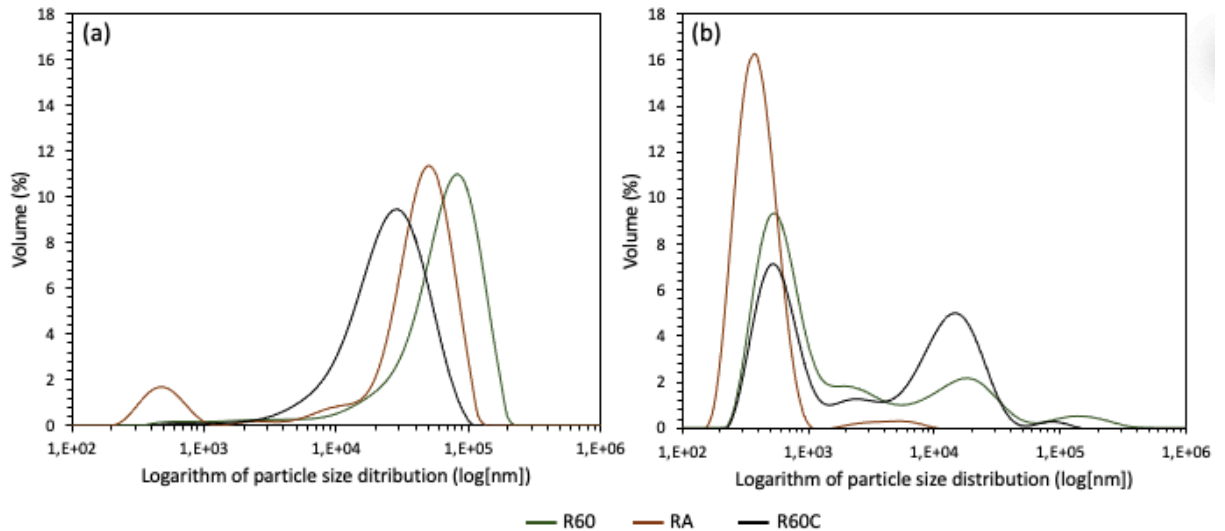 (a)
Volume (%)
18
16
14
12
10
8
6
4
2
0
1,E+02 1,E+03 1,E+04 1,E+05 1,E+06
Logarithm of particle size ditribution (log[nm])
(b)
Volume (%)
18
16
14
12
10
8
6
4
2
0
1,E+02 1,E+03 1,E+04 1,E+05 1,E+06
Logarithm of particle size distribution (log[nm])
R60 RA R60C